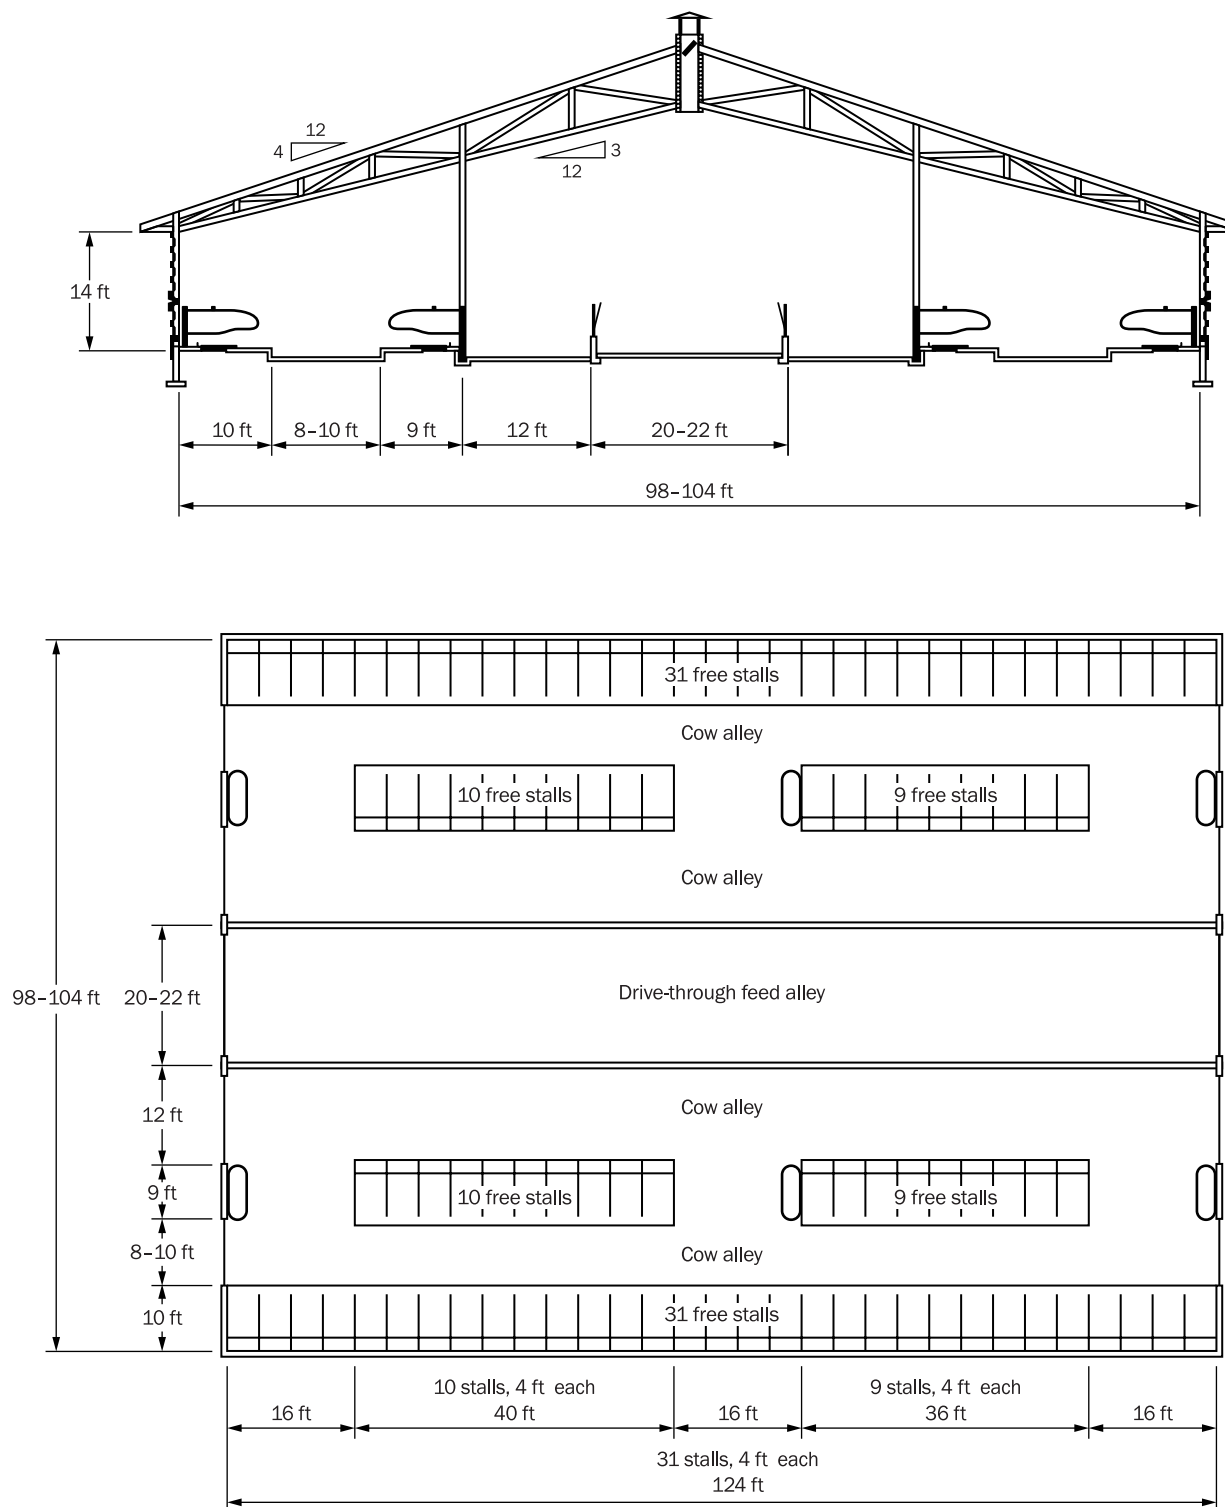 12
4
3
12
14 ft
10 ft
8–10 ft
9 ft
12 ft
20–22 ft
98–104 ft
31 free stalls
Cow alley
10 free stalls
9 free stalls
Cow alley
98–104 ft
20–22 ft
Drive-through feed alley
12 ft
Cow alley
9 ft
10 free stalls
9 free stalls
8–10 ft
Cow alley
10 ft
31 free stalls
10 stalls, 4 ft each
9 stalls, 4 ft each
16 ft
40 ft
16 ft
36 ft
16 ft
31 stalls, 4 ft each
124 ft